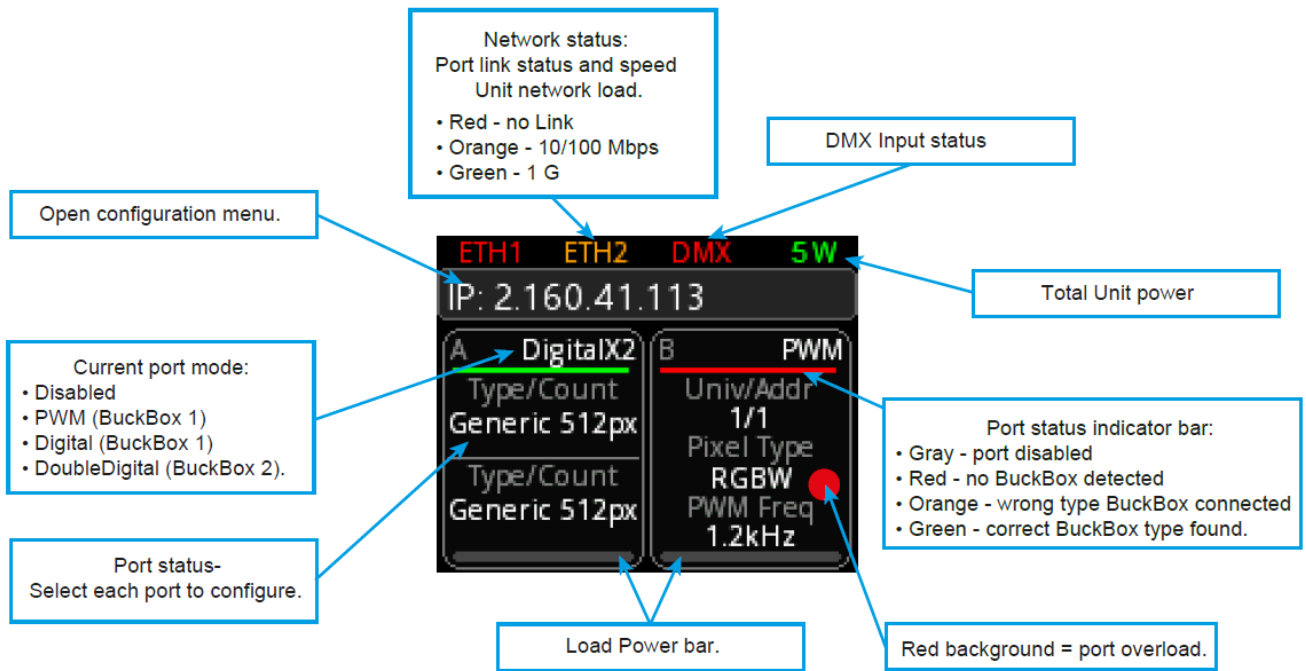 Network status:
Port link status and speed
Unit network load.
• Red - no Link
• Orange - 10/100 Mbps
• Green - 1 G
DMX Input status
Open configuration menu.
ETH1 ETH2 DMX 5W
IP: 2.160.41.113
Total Unit power
Current port mode:
• Disabled
• PWM (BuckBox 1)
• Digital (BuckBox 1)
• DoubleDigital (BuckBox 2).
A DigitalX2
Type/Count
Generic 512px
Type/Count
Generic 512px
B PWM
Univ/Addr
1/1
Pixel Type
RGBW
PWM Freq
1.2kHz
Port status indicator bar:
• Gray - port disabled
• Red - no BuckBox detected
• Orange - wrong type BuckBox connected
• Green - correct BuckBox type found.
Port status-
Select each port to configure.
Load Power bar.
Red background = port overload.